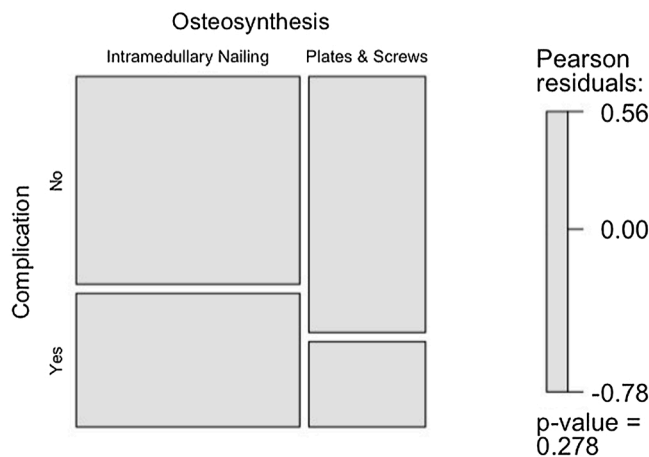 Osteosynthesis
Intramedullary Nailing
Plates & Screws
Complication
No
Yes
Pearson
residuals:
0.56
0.00
-0.78
p-value =
0.278